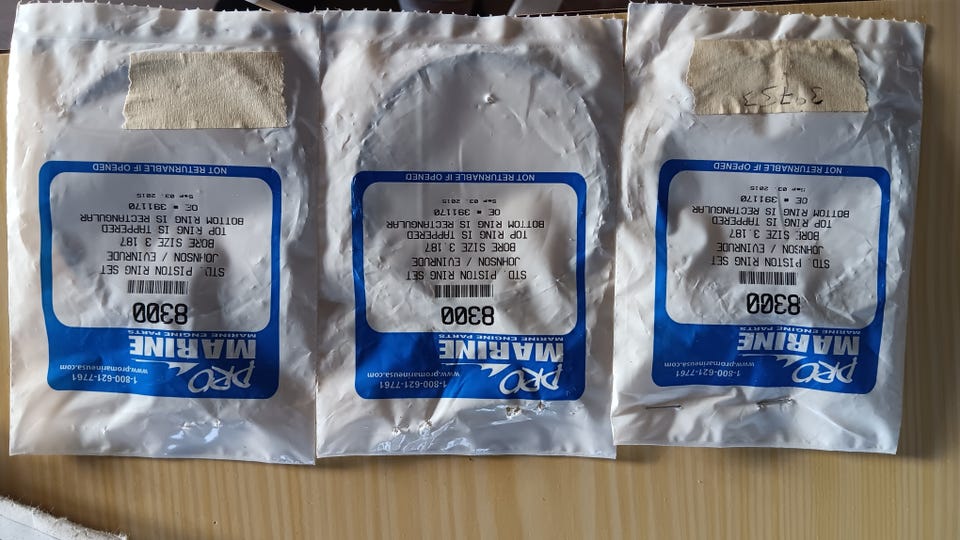 1-800-621-7761
www.promarineusa.com
PRO
MARINE
MARINE ENGINE PARTS
8300
STD. PISTON RING SET
JOHNSON / EVINRUDE
BORE SIZE 3.187
TOP RING IS TAPPERED
BOTTOM RING IS RECTANGULAR
OE # 391170
Sep 03, 2015
NOT RETURNABLE IF OPENED
1-800-621-7761
www.promarineusa.com
PRO
MARINE
MARINE ENGINE PARTS
8300
STD. PISTON RING SET
JOHNSON / EVINRUDE
BORE SIZE 3.187
TOP RING IS TAPPERED
BOTTOM RING IS RECTANGULAR
OE # 391170
Sep 03, 2015
NOT RETURNABLE IF OPENED
1-800-621-7761
www.promarineusa.com
PRO
MARINE
MARINE ENGINE PARTS
8300
STD. PISTON RING SET
JOHNSON / EVINRUDE
BORE SIZE 3.187
TOP RING IS TAPPERED
BOTTOM RING IS RECTANGULAR
OE # 391170
Sep 03, 2015
NOT RETURNABLE IF OPENED